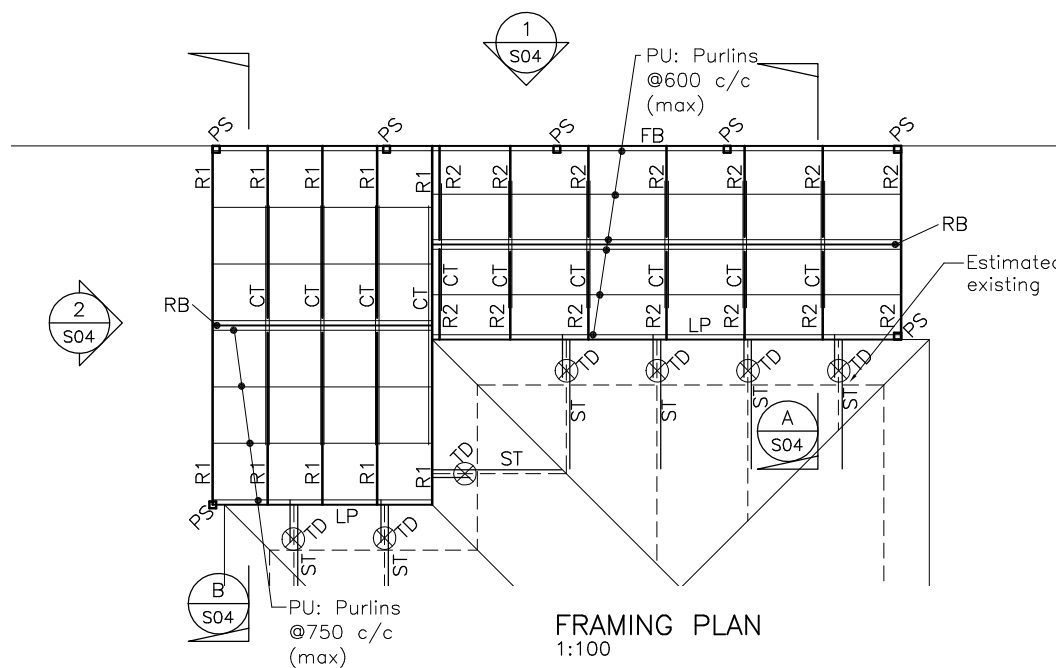 1
S04
PU: Purlins
@600 c/c
(max)
PS
PS
PS
PS
PS
FB
R1
R1
R1
R1
R1
R2
R2
R2
R2
R2
R2
R2
RB
Estimated
existing
CT
CT
CT
CT
CT
CT
CT
CT
CT
CT
2
S04
RB
R2
R2
R2
R2
R2
R2
R2
LP
PS
TD
TD
TD
TD
ST
ST
ST
ST
A
S04
R1
R1
R1
R1
R1
TD
ST
PS
LP
TD
TD
ST
ST
B
S04
PU: Purlins
@750 c/c
(max)
FRAMING PLAN
1:100